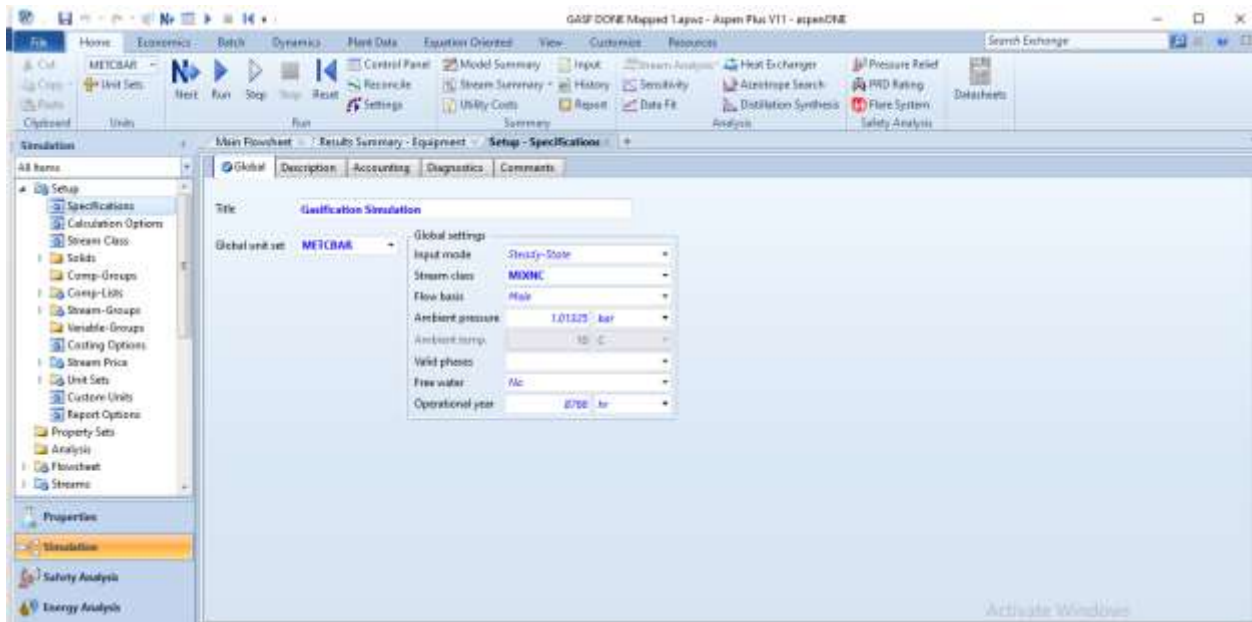 GASF DONE Mapped 1.apwz - Aspen Plus V11 - aspenONE
File Home Economics Batch Dynamics Plant Data Equation Oriented View Customize Resources Search Exchange
Cut METCBAR Control Panel Model Summary Input Stream Analysis Heat Exchanger Pressure Relief
Copy Unit Sets Next Run Step Stop Reset Reconcile Stream Summary History Sensitivity Azeotrope Search PRD Rating Datasheets
Paste Settings Utility Costs Report Data Fit Distillation Synthesis Flare System
Clipboard Units Run Summary Analysis Safety Analysis
Simulation Main Flowsheet Results Summary - Equipment Setup - Specifications +
All Items Global Description Accounting Diagnostics Comments
Setup
Specifications Title Gasification Simulation
Calculation Options
Stream Class Global unit set METCBAR Global settings
Solids Input mode Steady-State
Comp-Groups Stream class MIXNC
Comp-Lists Flow basis Mole
Stream-Groups Ambient pressure 1.01325 bar
Variable-Groups Ambient temp. 10 C
Costing Options Valid phases
Stream Price Free water No
Unit Sets Operational year 8766 hr
Custom Units
Report Options
Property Sets
Analysis
Flowsheet
Streams
Properties
Simulation
Safety Analysis
Energy Analysis
Activate Windows